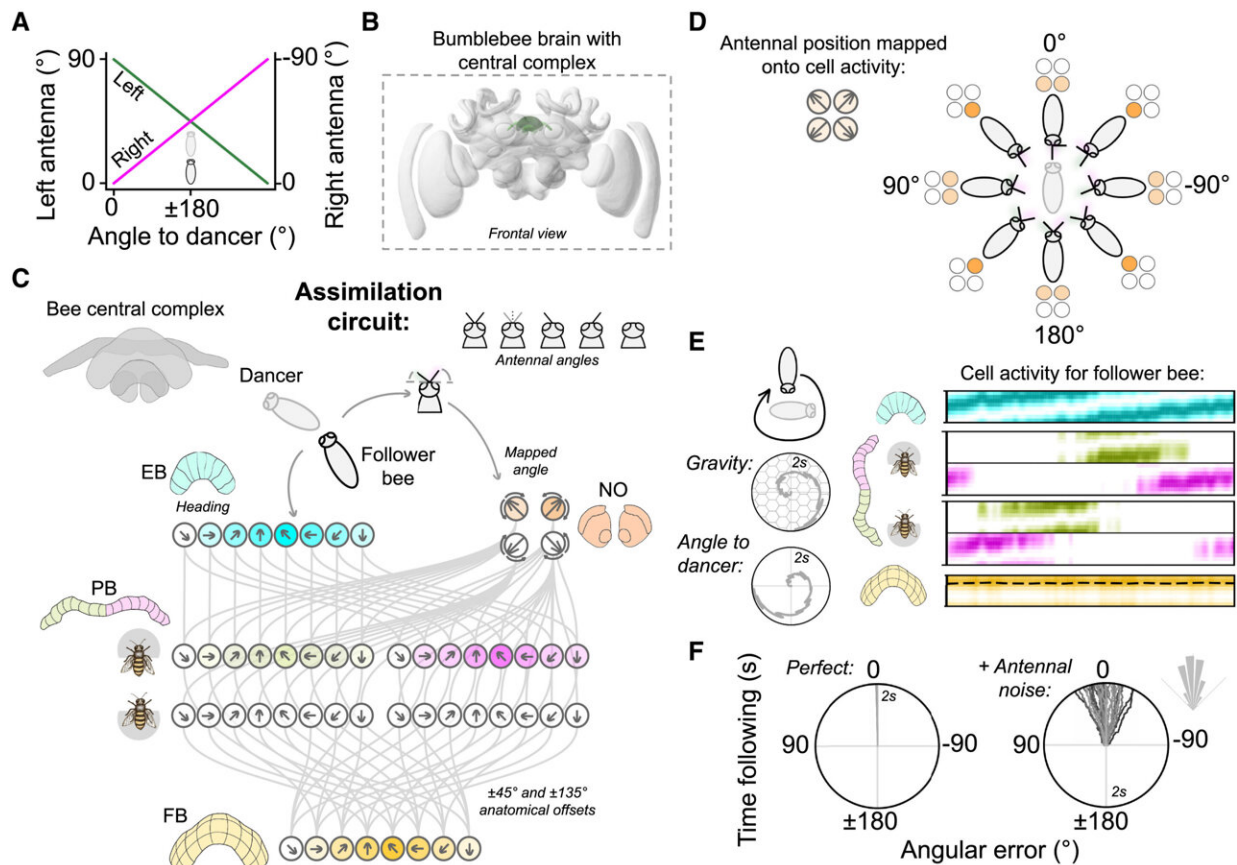 A
Left antenna (°)
90
0
Left
Right
-90
0
Right antenna (°)
0
±180
Angle to dancer (°)
B
Bumblebee brain with
central complex
Frontal view
C
Bee central complex
Assimilation
circuit:
Antennal angles
Dancer
Follower
bee
Mapped
angle
EB
Heading
NO
PB
FB
±45° and ±135°
anatomical offsets
D
Antennal position mapped
onto cell activity:
0°
90°
-90°
180°
E
Cell activity for follower bee:
Gravity:
2s
Angle to
dancer:
2s
F
Time following (s)
Perfect:
0
2s
90
-90
±180
+ Antennal
noise:
0
90
-90
2s
±180
Angular error (°)